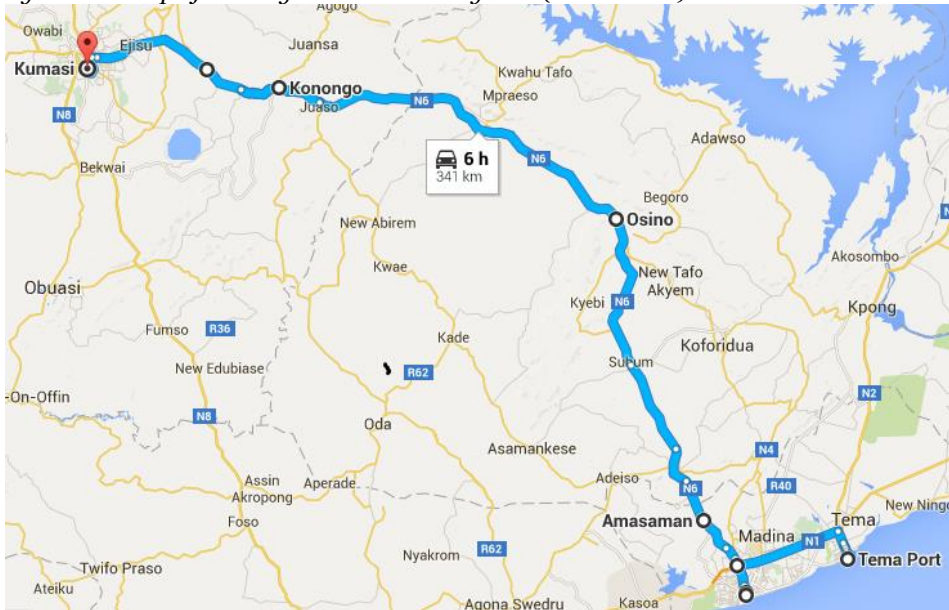 Owabi
Agogo
Ejisu
Juansa
Kumasi
Kwahu Tafo
Konongo
Mpraeso
Juaso
N6
N8
Adawso
6 h
341 km
N6
Bekwai
Begoro
New Abirem
Osino
Akosombo
Kwae
New Tafo
Akyem
Obuasi
Kyebi
N6
Kpong
Fumso
R36
Kade
Koforidua
Suhum
New Edubiase
R62
N2
-On-Offin
N8
Oda
Asamankese
N4
Assin
Akropong
Aperade
Adeiso
N6
R40
New Ningo
Foso
Amasaman
Madina
Tema
N1
Nyakrom
R62
Tema Port
Twifo Praso
Ateiku
Agona Swedru
Kasoa